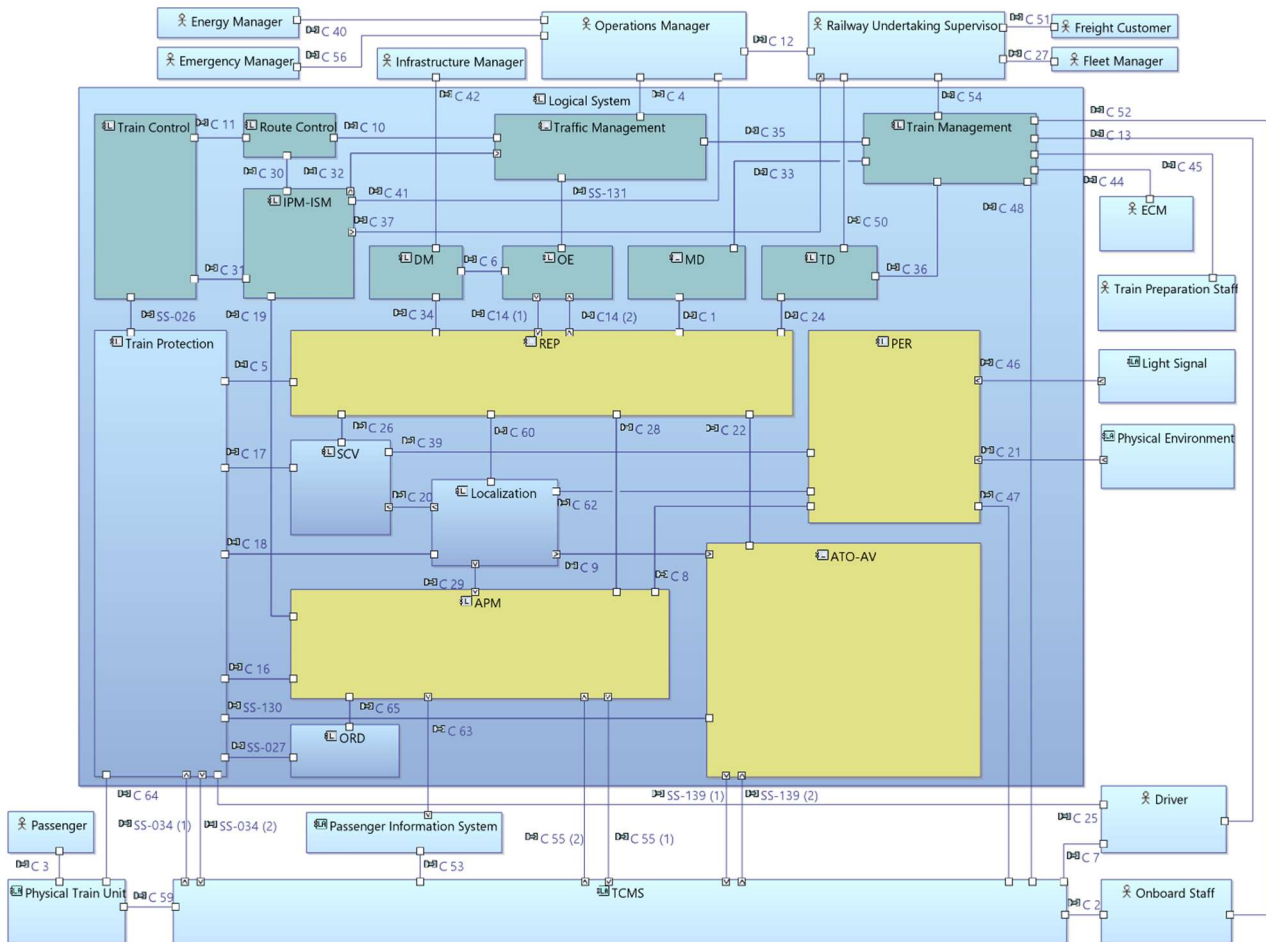 Energy Manager
Operations Manager
Railway Undertaking Superviso
C 51
Freight Customer
C 40
C 12
C 27
Fleet Manager
Emergency Manager
C 56
Infrastructure Manager
C 42
Logical System
C 4
C 54
C 52
C 13
Train Control
C 11
Route Control
C 10
Traffic Management
C 35
Train Management
C 30
C 32
C 33
C 45
C 44
C 41
SS-131
IPM-ISM
C 37
C 50
C 48
ECM
DM
C 6
OE
MD
TD
C 31
C 36
Train Preparation Staff
SS-026
C 19
C 34
C14 (1)
C14 (2)
C 1
C 24
Train Protection
REP
PER
C 5
C 46
Light Signal
C 26
C 39
C 60
C 28
C 22
Physical Environment
C 17
SCV
C 21
C 20
Localization
C 62
C 47
C 18
C 9
ATO-AV
C 29
C 8
APM
C 16
SS-130
C 65
C 63
ORD
SS-027
C 64
SS-139 (1)
SS-139 (2)
Driver
Passenger
SS-034 (1)
SS-034 (2)
Passenger Information System
C 55 (2)
C 55 (1)
C 25
C 3
C 53
C 7
Physical Train Unit
C 59
TCMS
C 2
Onboard Staff